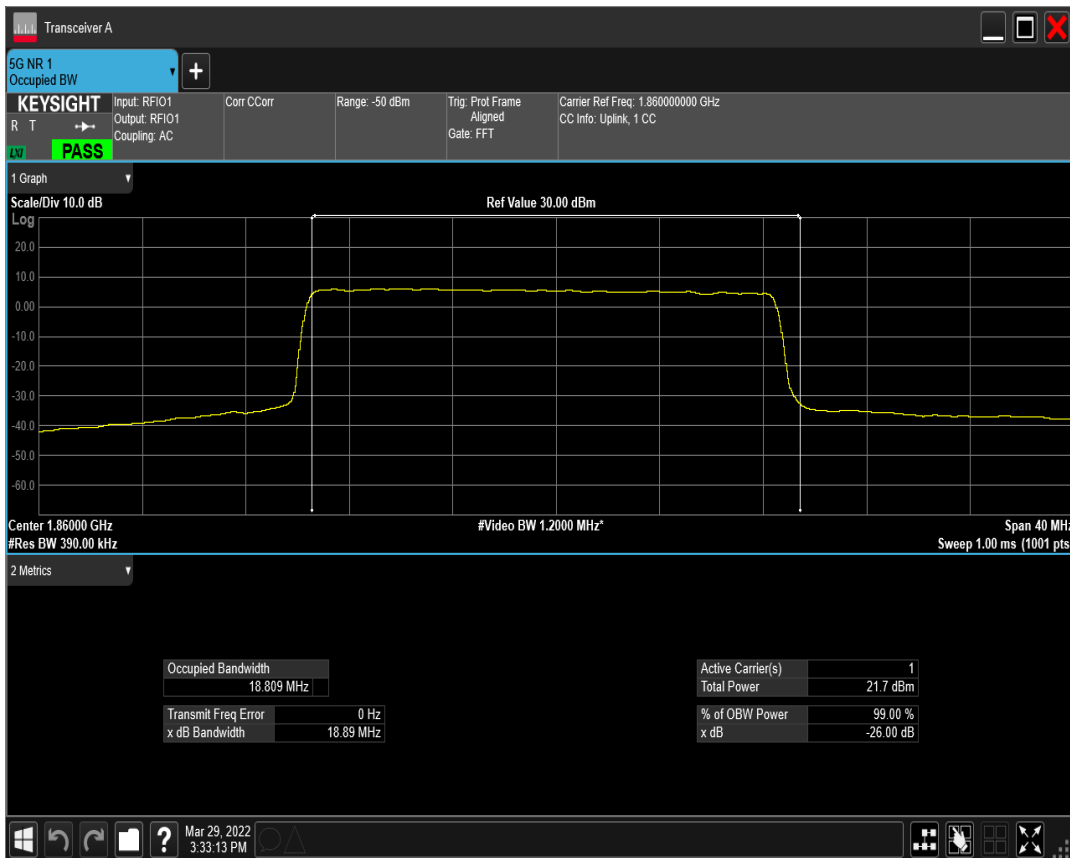 Transceiver A
5G NR 1
Occupied BW
+
KEYSIGHT
R T
LXI
PASS
Input: RFIO1
Output: RFIO1
Coupling: AC
Corr CCorr
Range: -50 dBm
Trig: Prot Frame
Aligned
Gate: FFT
Carrier Ref Freq: 1.860000000 GHz
CC Info: Uplink, 1 CC
1 Graph
Scale/Div 10.0 dB
Ref Value 30.00 dBm
Log
20.0
10.0
0.00
-10.0
-20.0
-30.0
-40.0
-50.0
-60.0
Center 1.86000 GHz
#Video BW 1.2000 MHz*
Span 40 MHz
#Res BW 390.00 kHz
Sweep 1.00 ms (1001 pts
2 Metrics
Occupied Bandwidth
18.809 MHz
Transmit Freq Error 0 Hz
x dB Bandwidth 18.89 MHz
Active Carrier(s) 1
Total Power 21.7 dBm
% of OBW Power 99.00 %
x dB -26.00 dB
?
Mar 29, 2022
3:33:13 PM